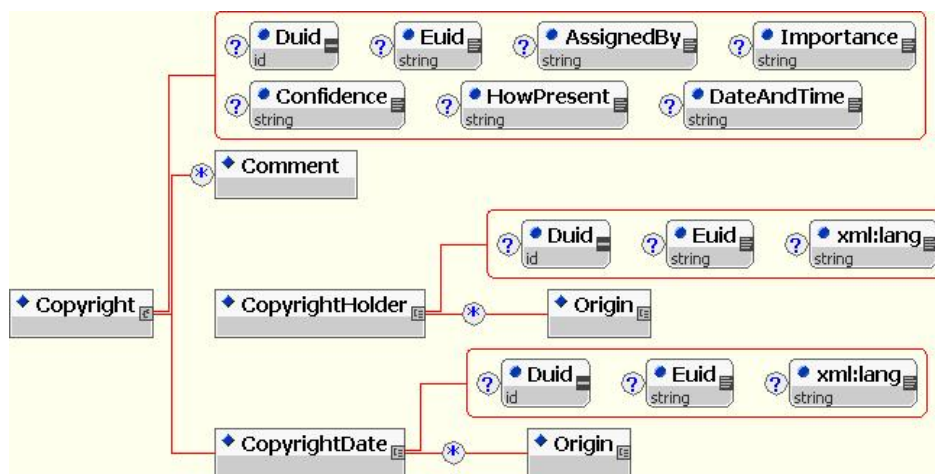 ? Duid ? Euid ? AssignedBy ? Importance
id string string string
? Confidence ? HowPresent ? DateAndTime
string string string
* Comment
? Duid ? Euid ? xml:lang
id string string
Copyright CopyrightHolder * Origin
? Duid ? Euid ? xml:lang
id string string
CopyrightDate * Origin